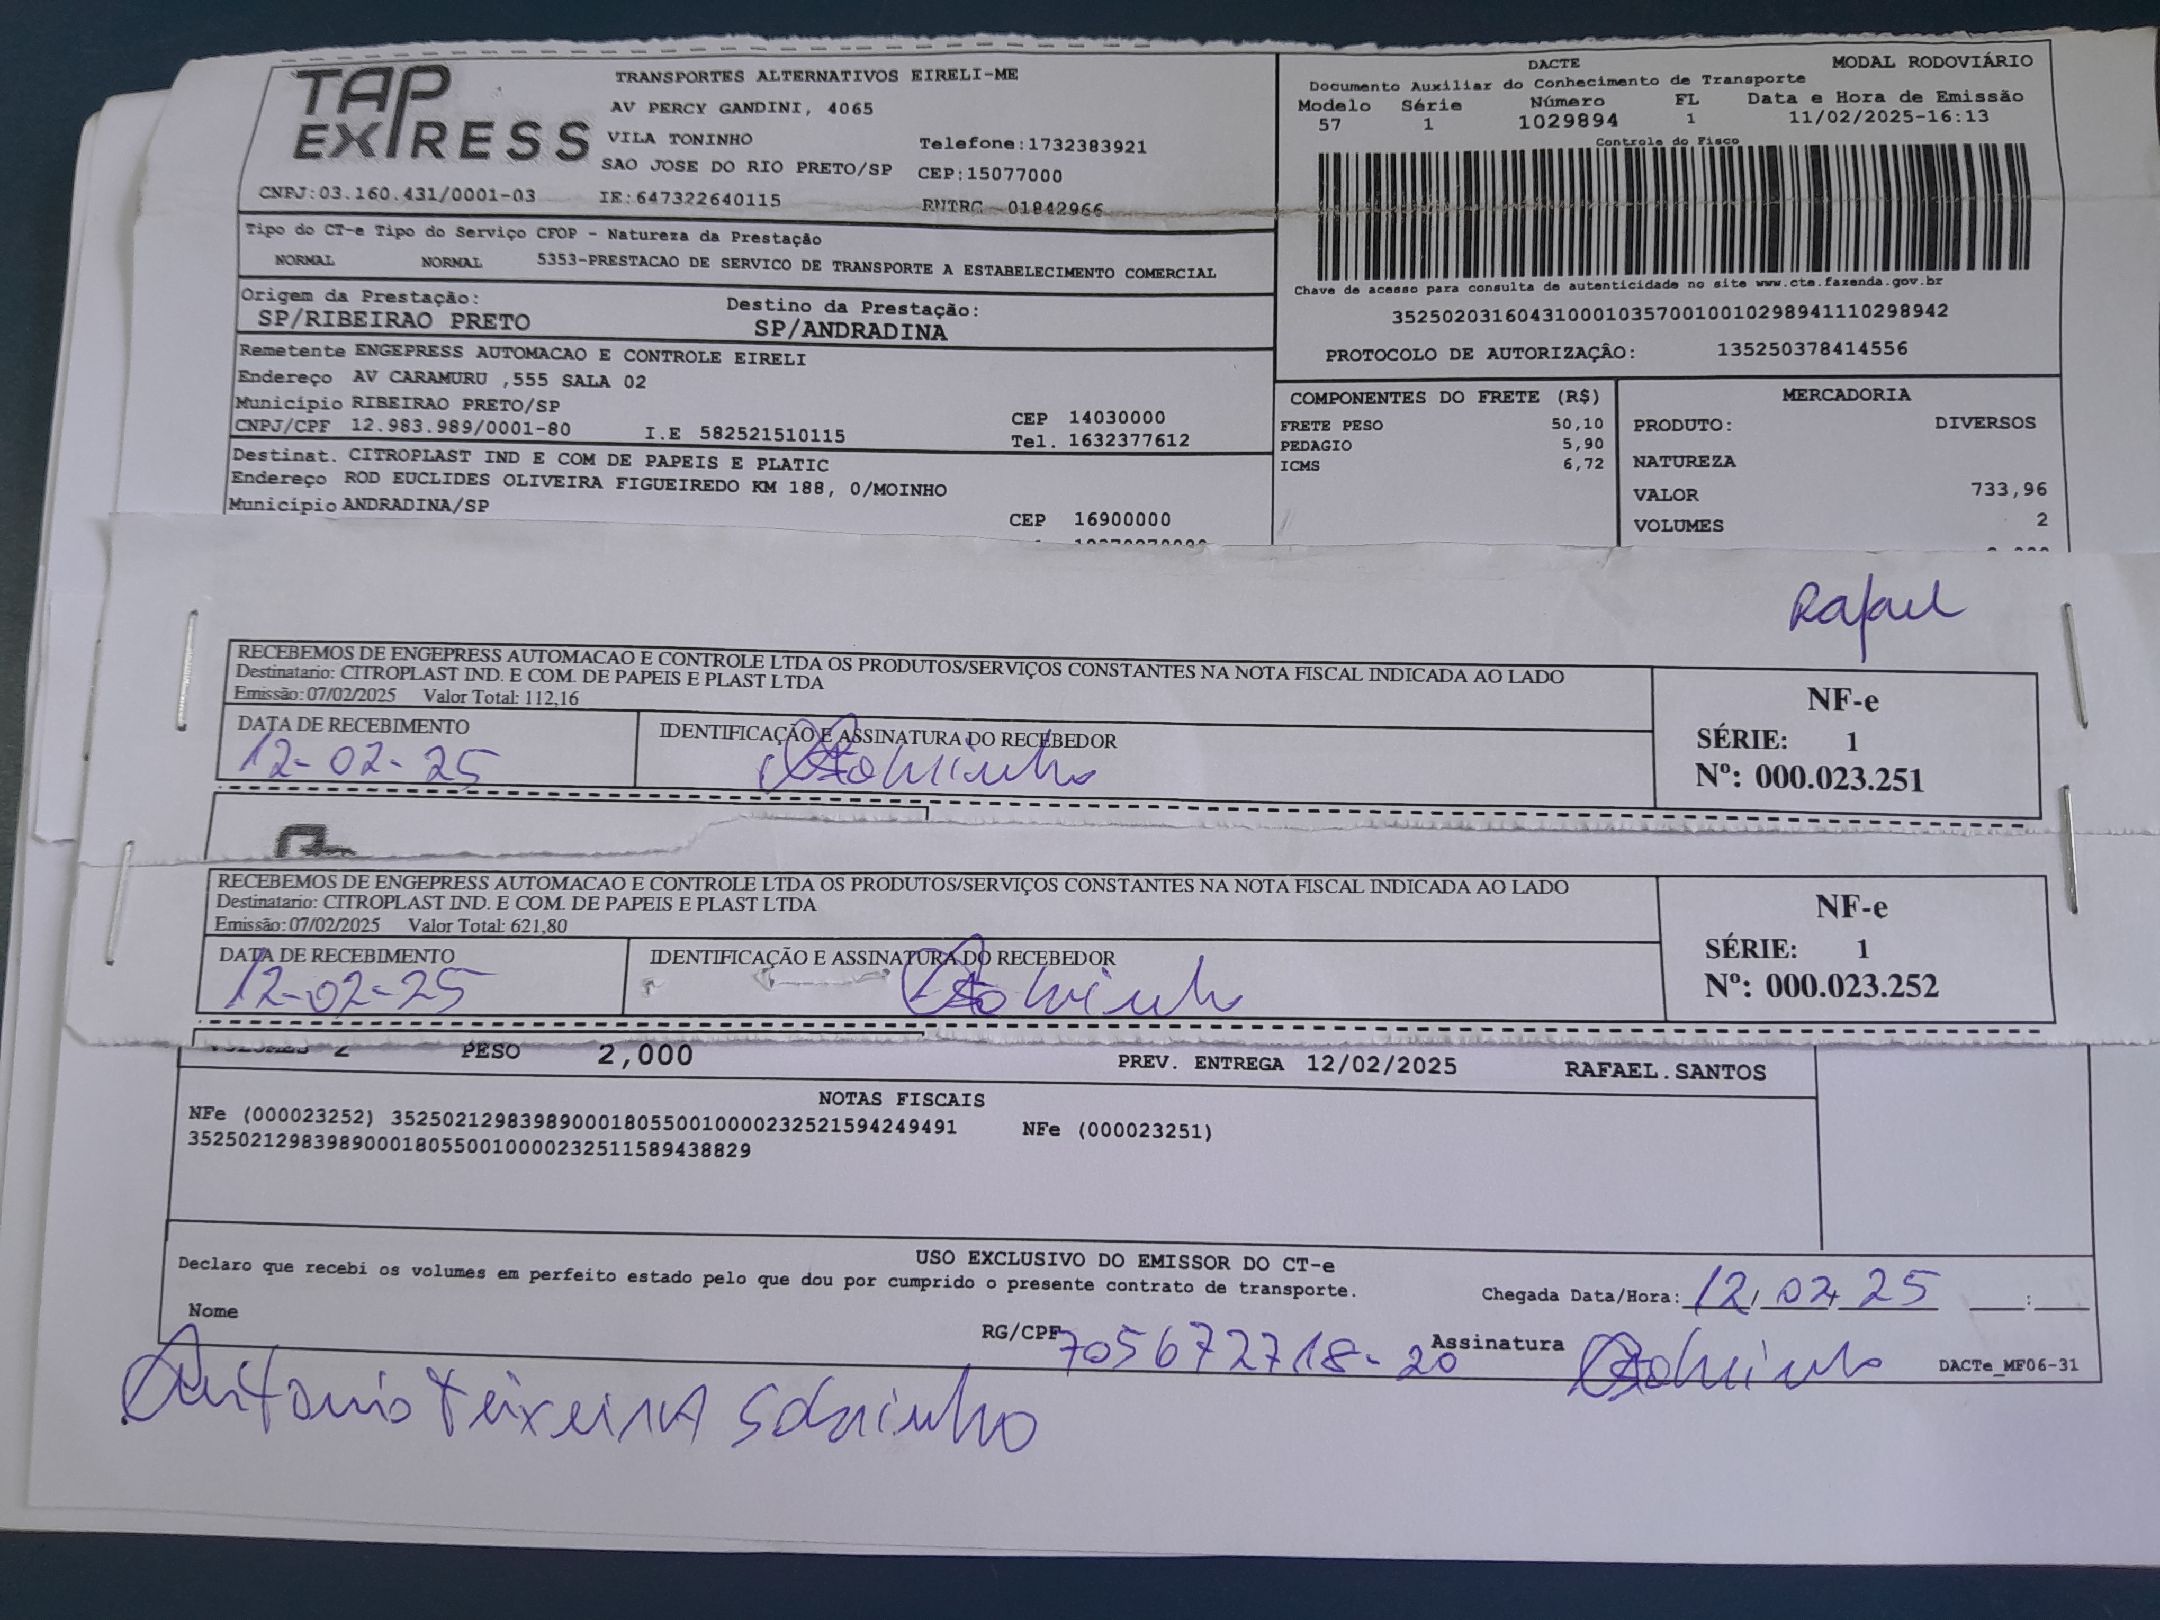 TAP EXPRESS
TRANSPORTES ALTERNATIVOS EIRELI-ME
AV PERCY GANDINI, 4065
VILA TONINHO
Telefone:1732383921
SAO JOSE DO RIO PRETO/SP CEP:15077000
CNPJ:03.160.431/0001-03 IE:647322640115 RNTRC 01842966
DACTE MODAL RODOVIÁRIO
Documento Auxiliar do Conhecimento de Transporte
Modelo Série Número FL Data e Hora de Emissão
57 1 1029894 1 11/02/2025-16:13
Controle do Fisco
Chave de acesso para consulta de autenticidade no site www.cte.fazenda.gov.br
35250203160431000103570010010298941110298942
PROTOCOLO DE AUTORIZAÇÂO: 135250378414556
Tipo do CT-e Tipo do Serviço CFOP - Natureza da Prestação
NORMAL NORMAL 5353-PRESTACAO DE SERVICO DE TRANSPORTE A ESTABELECIMENTO COMERCIAL
Origem da Prestação: Destino da Prestação:
SP/RIBEIRAO PRETO SP/ANDRADINA
Remetente ENGEPRESS AUTOMACAO E CONTROLE EIRELI
Endereço AV CARAMURU ,555 SALA 02
Municipio RIBEIRAO PRETO/SP CEP 14030000
CNPJ/CPF 12.983.989/0001-80 I.E 582521510115 Tel. 1632377612
Destinat. CITROPLAST IND E COM DE PAPEIS E PLATIC
Endereço ROD EUCLIDES OLIVEIRA FIGUEIREDO KM 188, 0/MOINHO
Municipio ANDRADINA/SP CEP 16900000
COMPONENTES DO FRETE (R$)
FRETE PESO 50,10
PEDAGIO 5,90
ICMS 6,72
MERCADORIA
PRODUTO: DIVERSOS
NATUREZA
VALOR 733,96
VOLUMES 2
Rafael
RECEBEMOS DE ENGEPRESS AUTOMACAO E CONTROLE LTDA OS PRODUTOS/SERVIÇOS CONSTANTES NA NOTA FISCAL INDICADA AO LADO
Destinatario: CITROPLAST IND. E COM. DE PAPEIS E PLAST LTDA
Emissão: 07/02/2025 Valor Total: 112,16
DATA DE RECEBIMENTO IDENTIFICAÇÃO E ASSINATURA DO RECEBEDOR
12-02-25
NF-e
SÉRIE: 1
Nº: 000.023.251
RECEBEMOS DE ENGEPRESS AUTOMACAO E CONTROLE LTDA OS PRODUTOS/SERVIÇOS CONSTANTES NA NOTA FISCAL INDICADA AO LADO
Destinatario: CITROPLAST IND. E COM. DE PAPEIS E PLAST LTDA
Emissão: 07/02/2025 Valor Total: 621,80
DATA DE RECEBIMENTO IDENTIFICAÇÃO E ASSINATURA DO RECEBEDOR
12-02-25
NF-e
SÉRIE: 1
Nº: 000.023.252
VOLUMES 2 PESO 2,000 PREV. ENTREGA 12/02/2025 RAFAEL.SANTOS
NOTAS FISCAIS
NFe (000023252) 35250212983989000180550010000232521594249491 NFe (000023251)
35250212983989000180550010000232511589438829
USO EXCLUSIVO DO EMISSOR DO CT-e
Declaro que recebi os volumes em perfeito estado pelo que dou por cumprido o presente contrato de transporte.
Chegada Data/Hora: 12/02/25 __:__
Nome RG/CPF 705672718-20 Assinatura
DACTe_MF06-31
Antonio Teixeira Sobrinho